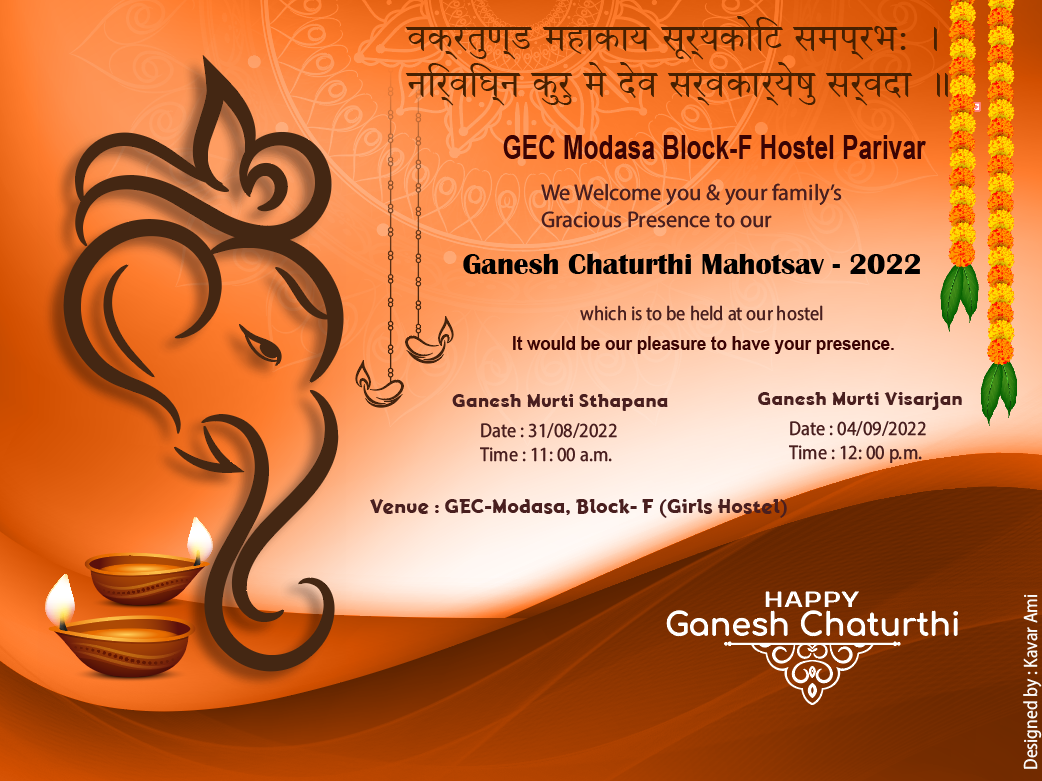 वक्रतुण्ड महाकाय सूर्यकोटि समप्रभः ।
नर्विघ्नि कुरु मे देव सर्वकार्येषु सर्वदा ॥
GEC Modasa Block-F Hostel Parivar
We Welcome you & your family’s
Gracious Presence to our
Ganesh Chaturthi Mahotsav - 2022
which is to be held at our hostel
It would be our pleasure to have your presence.
Ganesh Murti Sthapana
Date : 31/08/2022
Time : 11: 00 a.m.
Ganesh Murti Visarjan
Date : 04/09/2022
Time : 12: 00 p.m.
Venue : GEC-Modasa, Block- F (Girls Hostel)
HAPPY
Ganesh Chaturthi
Designed by : Kavar Ami